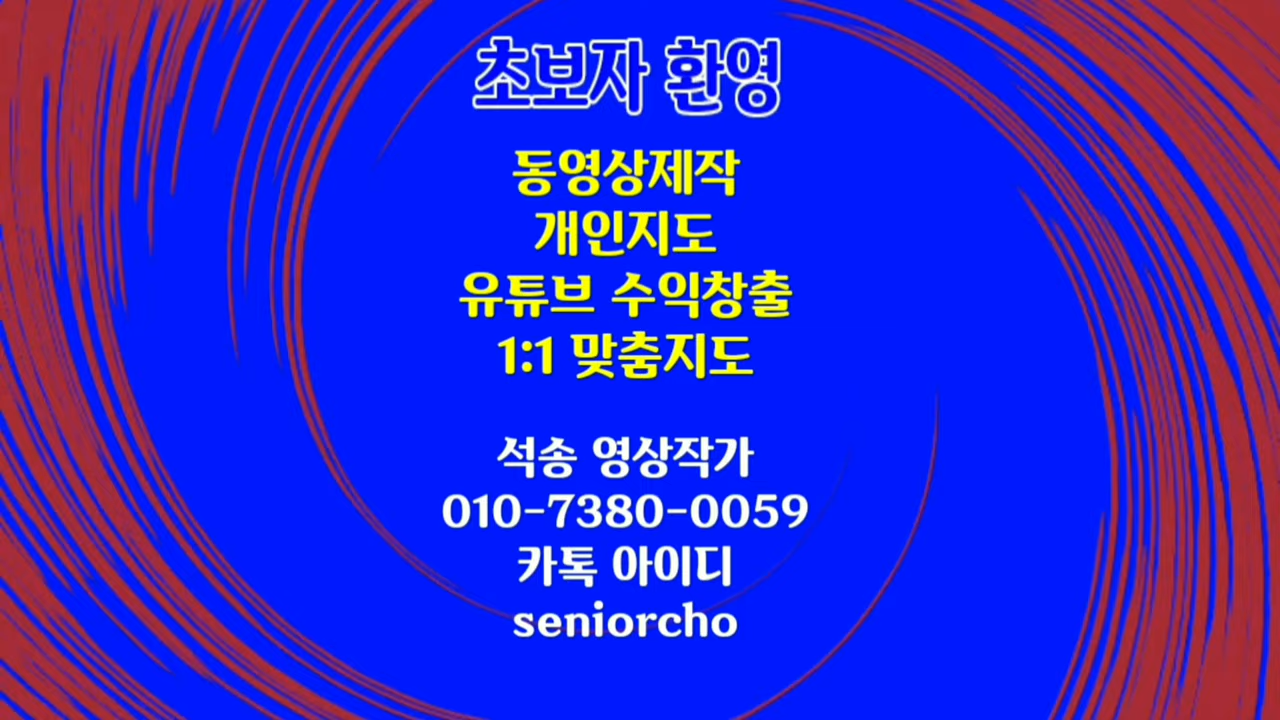 초보자 환영
동영상제작
개인지도
유튜브 수익창출
1:1 맞춤지도
석송 영상작가
010-7380-0059
카톡 아이디
seniorcho